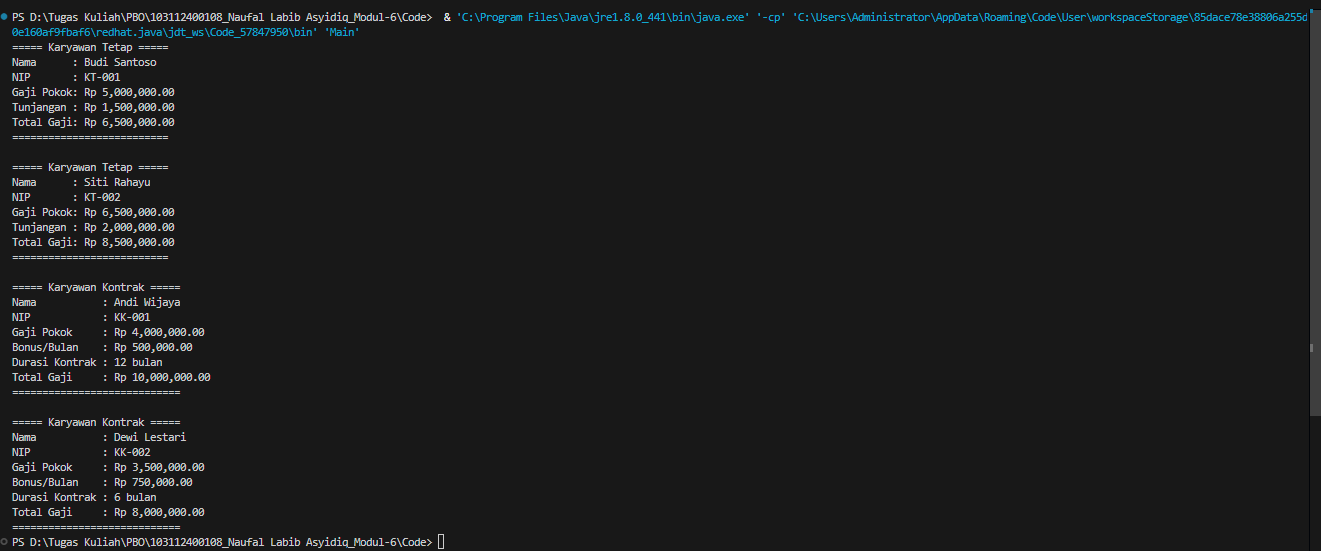 PS D:\Tugas Kuliah\PBO\103112400108_Naufal Labib Asyidiq_Modul-6\Code>  & 'C:\Program Files\Java\jre1.8.0_441\bin\java.exe' '-cp' 'C:\Users\Administrator\AppData\Roaming\Code\User\workspaceStorage\85dace78e38806a255d
0e160af9fbaf6\redhat.java\jdt_ws\Code_57847950\bin' 'Main'
===== Karyawan Tetap =====
Nama      : Budi Santoso
NIP       : KT-001
Gaji Pokok: Rp 5,000,000.00
Tunjangan : Rp 1,500,000.00
Total Gaji: Rp 6,500,000.00
==========================
===== Karyawan Tetap =====
Nama      : Siti Rahayu
NIP       : KT-002
Gaji Pokok: Rp 6,500,000.00
Tunjangan : Rp 2,000,000.00
Total Gaji: Rp 8,500,000.00
==========================
===== Karyawan Kontrak =====
Nama           : Andi Wijaya
NIP            : KK-001
Gaji Pokok     : Rp 4,000,000.00
Bonus/Bulan    : Rp 500,000.00
Durasi Kontrak : 12 bulan
Total Gaji     : Rp 10,000,000.00
============================
===== Karyawan Kontrak =====
Nama           : Dewi Lestari
NIP            : KK-002
Gaji Pokok     : Rp 3,500,000.00
Bonus/Bulan    : Rp 750,000.00
Durasi Kontrak : 6 bulan
Total Gaji     : Rp 8,000,000.00
============================
PS D:\Tugas Kuliah\PBO\103112400108_Naufal Labib Asyidiq_Modul-6\Code>